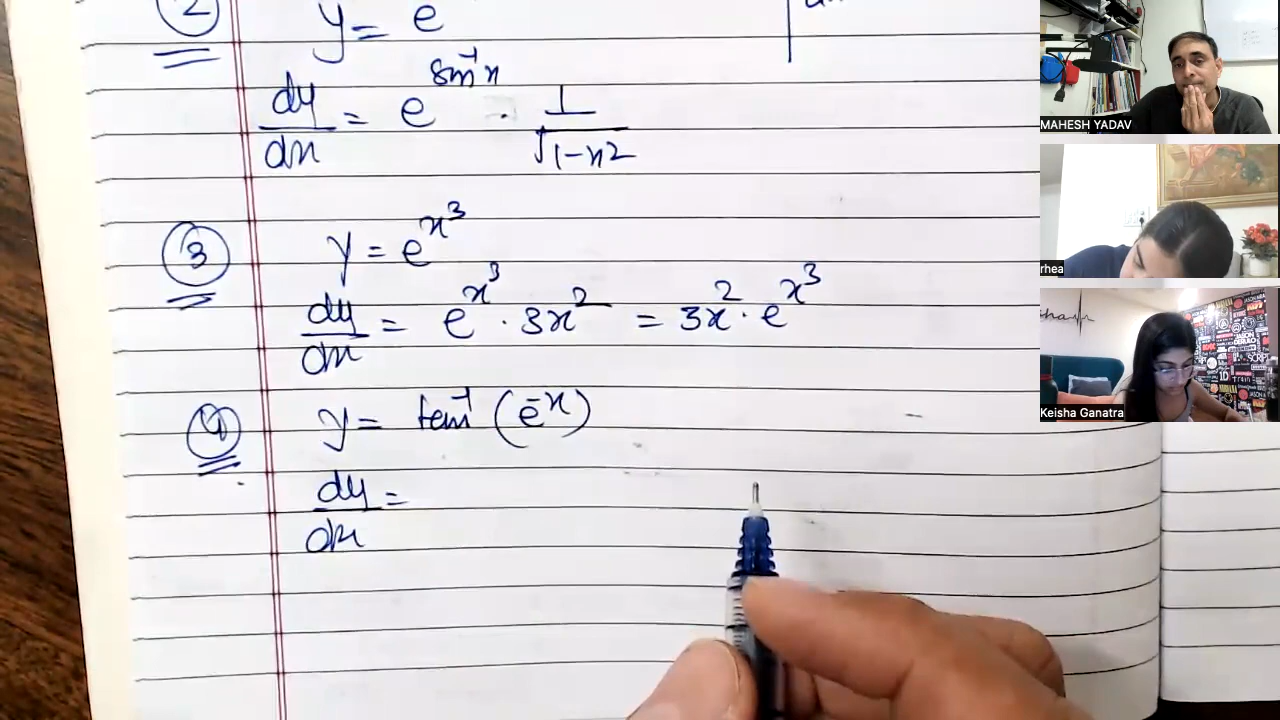 ② y = e
dy/dx = e^(sin⁻¹x) · 1/√(1-x²)
③ y = e^(x³)
dy/dx = e^(x³) · 3x² = 3x² · e^(x³)
④ y = tan⁻¹(e⁻ˣ)
dy/dx =
MAHESH YADAV
rhea
Keisha Ganatra